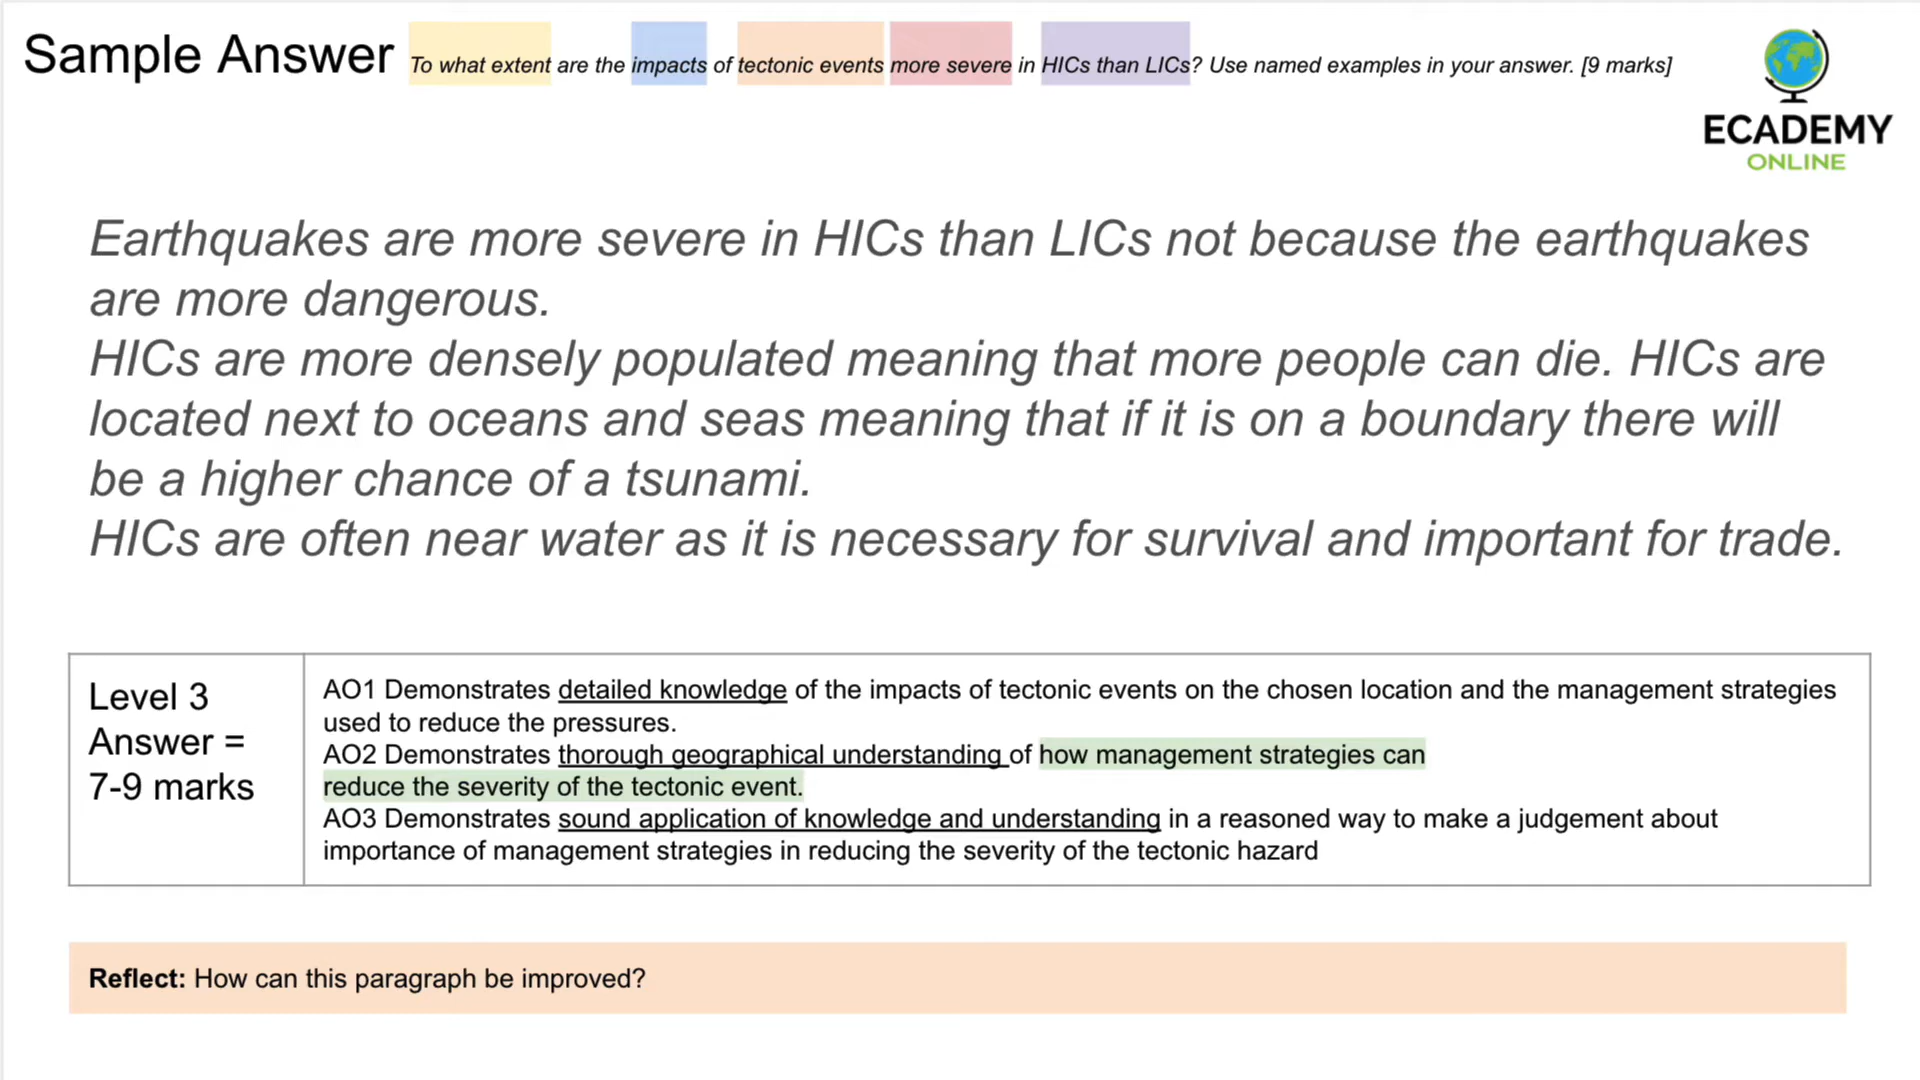 Sample Answer To what extent are the impacts of tectonic events more severe in HICs than LICs? Use named examples in your answer. [9 marks]
ECADEMY
ONLINE
Earthquakes are more severe in HICs than LICs not because the earthquakes
are more dangerous.
HICs are more densely populated meaning that more people can die. HICs are
located next to oceans and seas meaning that if it is on a boundary there will
be a higher chance of a tsunami.
HICs are often near water as it is necessary for survival and important for trade.
Level 3
Answer =
7-9 marks
AO1 Demonstrates detailed knowledge of the impacts of tectonic events on the chosen location and the management strategies
used to reduce the pressures.
AO2 Demonstrates thorough geographical understanding of how management strategies can
reduce the severity of the tectonic event.
AO3 Demonstrates sound application of knowledge and understanding in a reasoned way to make a judgement about
importance of management strategies in reducing the severity of the tectonic hazard
Reflect: How can this paragraph be improved?